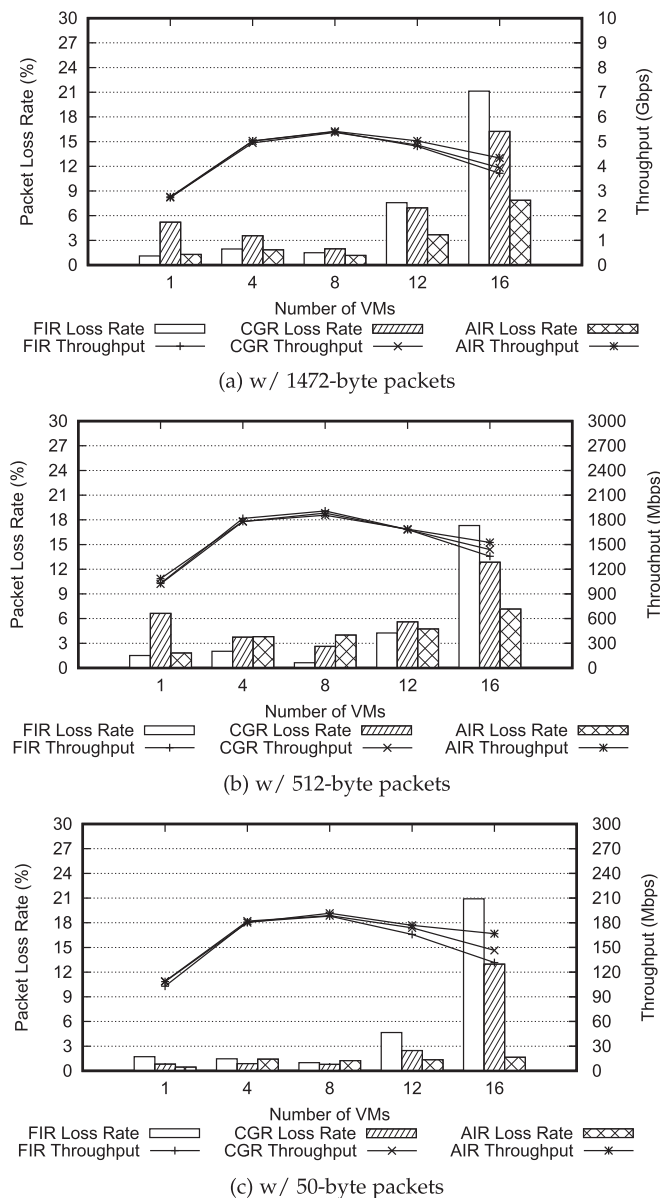 30 10
27 9
24 8
21 7
18 6
15 5
12 4
9 3
6 2
3 1
0 0
1 4 8 12 16
Packet Loss Rate (%)
Throughput (Gbps)
Number of VMs
FIR Loss Rate CGR Loss Rate AIR Loss Rate
FIR Throughput CGR Throughput AIR Throughput
(a) w/ 1472-byte packets
30 3000
27 2700
24 2400
21 2100
18 1800
15 1500
12 1200
9 900
6 600
3 300
0 0
1 4 8 12 16
Packet Loss Rate (%)
Throughput (Mbps)
Number of VMs
FIR Loss Rate CGR Loss Rate AIR Loss Rate
FIR Throughput CGR Throughput AIR Throughput
(b) w/ 512-byte packets
30 300
27 270
24 240
21 210
18 180
15 150
12 120
9 90
6 60
3 30
0 0
1 4 8 12 16
Packet Loss Rate (%)
Throughput (Mbps)
Number of VMs
FIR Loss Rate CGR Loss Rate AIR Loss Rate
FIR Throughput CGR Throughput AIR Throughput
(c) w/ 50-byte packets